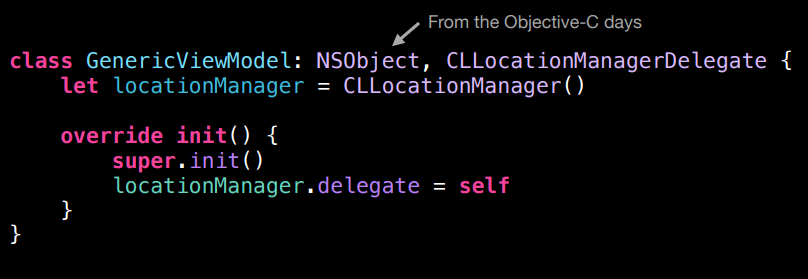 From the Objective-C days
class GenericViewModel: NSObject, CLLocationManagerDelegate {
    let locationManager = CLLocationManager()
    override init() {
        super.init()
        locationManager.delegate = self
    }
}